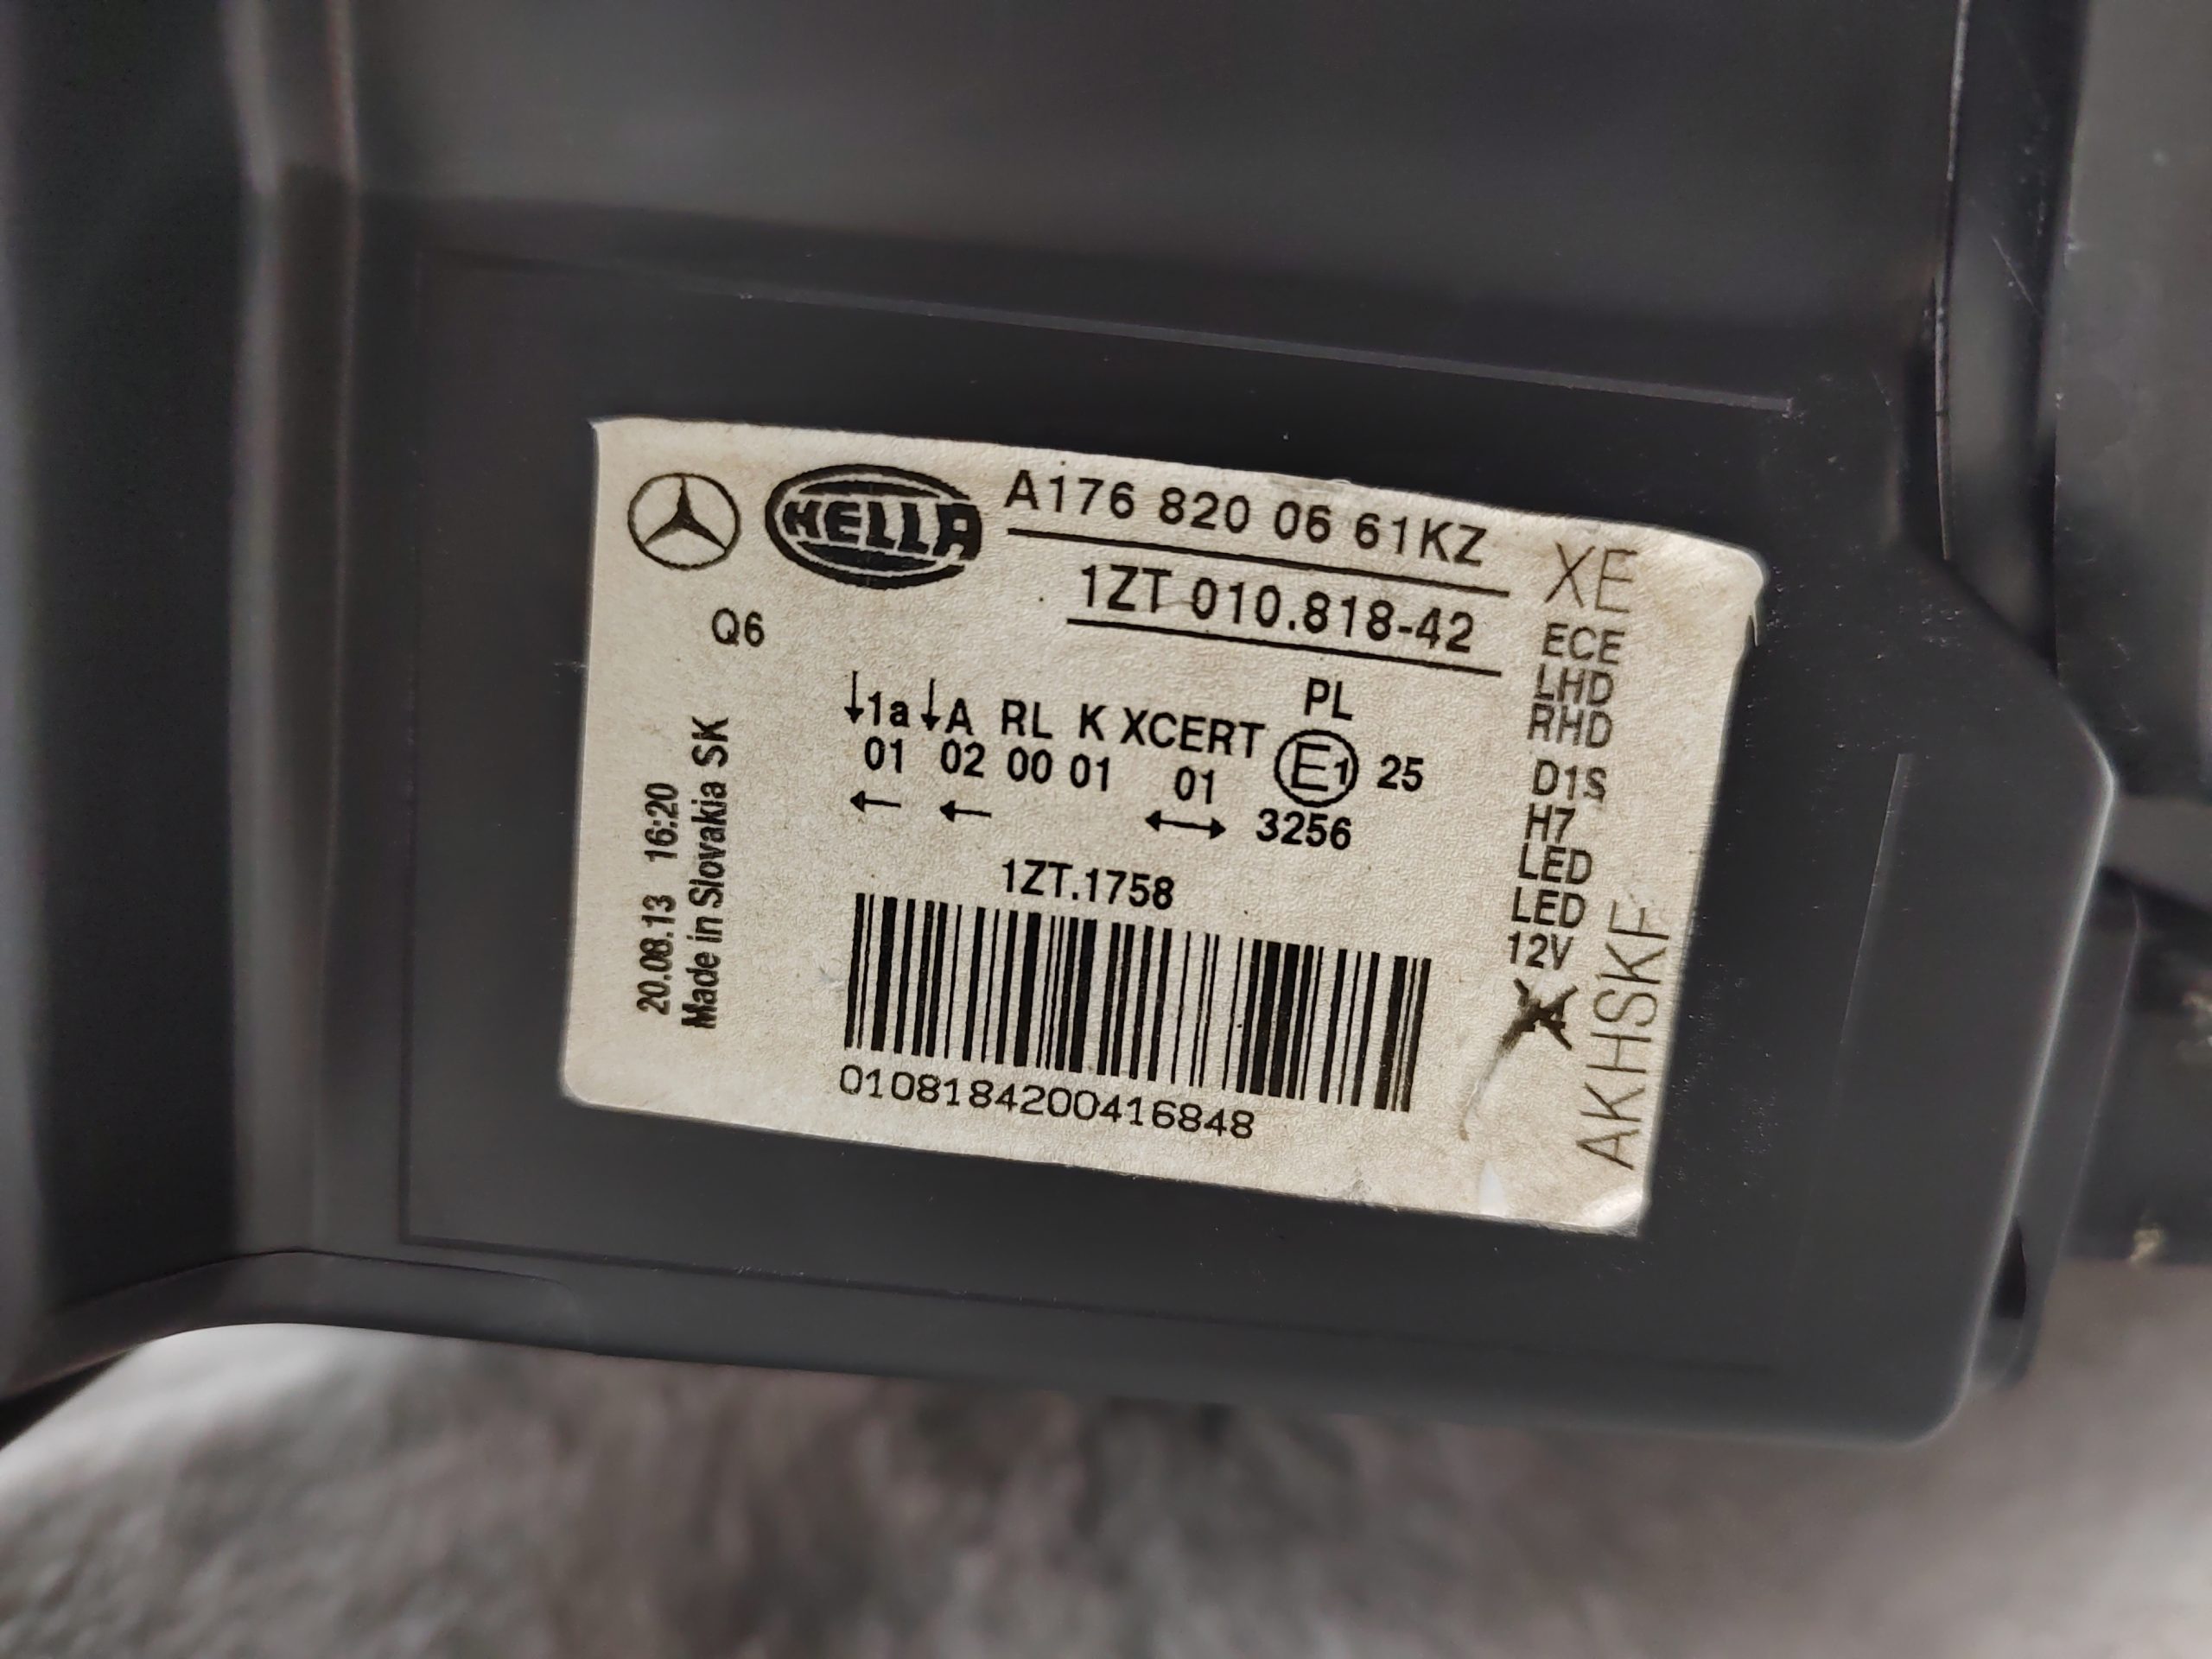 HELLA
A176 820 06 61KZ
1ZT 010.818-42
XE
Q6
ECE
LHD
RHD
D1S
H7
LED
LED
12V
PL
↓1a ↓A RL K XCERT E1 25
01 02 00 01 01
← ← ↔ 3256
1ZT.1758
0108184200416848
20.08.13 16:20
Made in Slovakia SK
AKHSKF